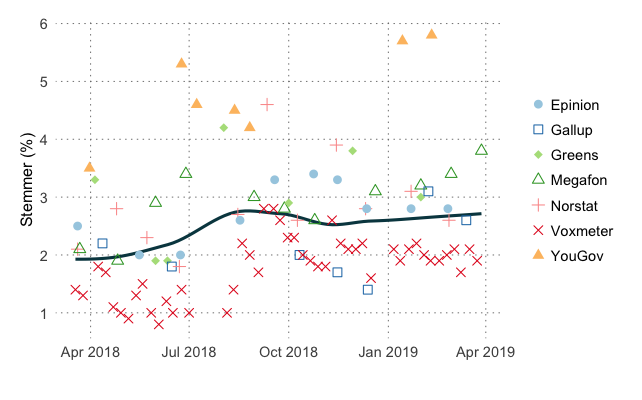 6
5
4
3
2
1
Stemmer (%)
Apr 2018
Jul 2018
Oct 2018
Jan 2019
Apr 2019
Epinion
Gallup
Greens
Megafon
Norstat
Voxmeter
YouGov